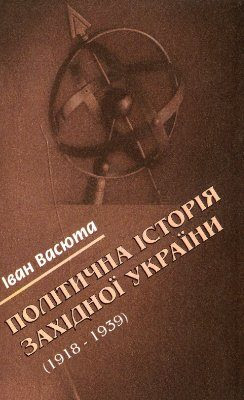 Іван Васюта
ПОЛІТИЧНА ІСТОРІЯ
ЗАХІДНОЇ УКРАЇНИ
(1918 - 1939)